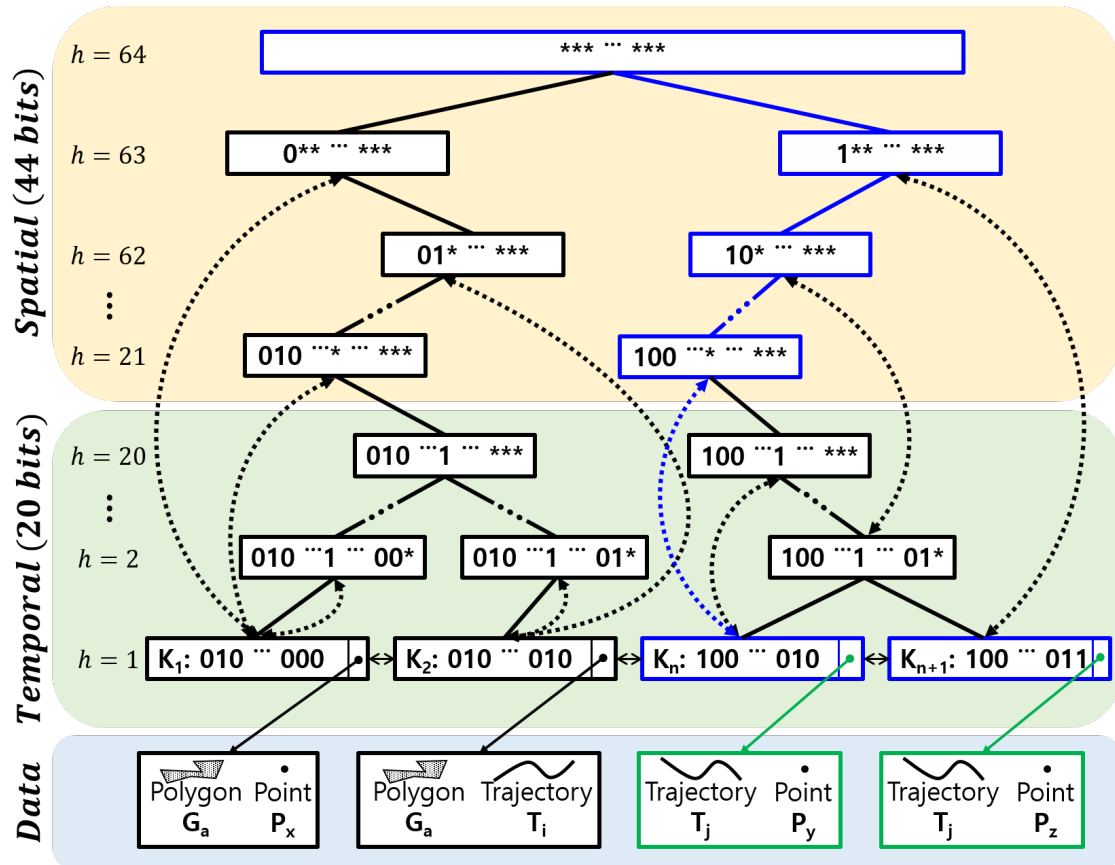 Spatial (44 bits)
h = 64
*** ... ***
h = 63
0** ... ***
1** ... ***
h = 62
01* ... ***
10* ... ***
⋮
h = 21
010 ...* ... ***
100 ...* ... ***
Temporal (20 bits)
h = 20
010 ...1 ... ***
100 ...1 ... ***
⋮
h = 2
010 ...1 ... 00*
010 ...1 ... 01*
100 ...1 ... 01*
h = 1
K1: 010 ... 000
K2: 010 ... 010
Kn: 100 ... 010
Kn+1: 100 ... 011
Data
Polygon Point
Ga Px
Polygon Trajectory
Ga Ti
Trajectory Point
Tj Py
Trajectory Point
Tj Pz